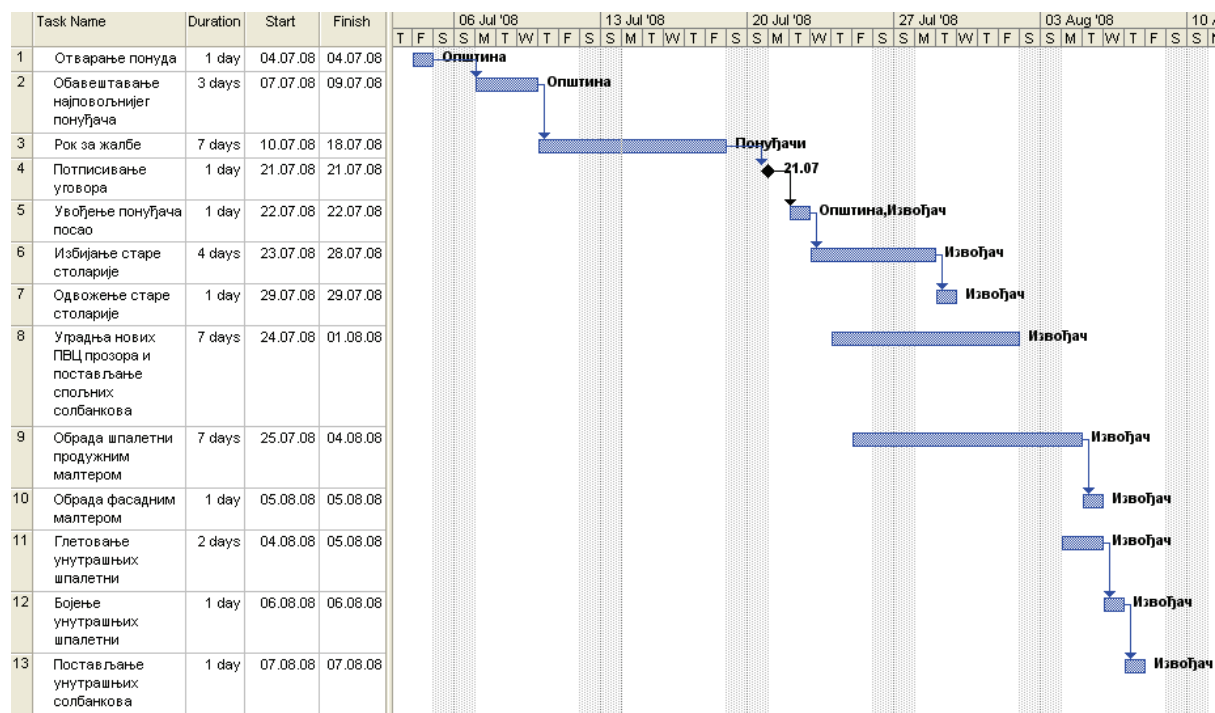 Task Name Duration Start Finish 06 Jul '08 13 Jul '08 20 Jul '08 27 Jul '08 03 Aug '08 10
T F S S M T W T F S S M T W T F S S M T W T F S S M T W T F S S M T W T F S S
1 Отварање понуда 1 day 04.07.08 04.07.08 Општина
2 Обавештавање 3 days 07.07.08 09.07.08 Општина
најповољнијег
понуђача
3 Рок за жалбе 7 days 10.07.08 18.07.08 Понуђачи
4 Потписивање 1 day 21.07.08 21.07.08 21.07
уговора
5 Увођење понуђача 1 day 22.07.08 22.07.08 Општина,Извођач
посао
6 Избијање старе 4 days 23.07.08 28.07.08 Извођач
столарије
7 Одвожење старе 1 day 29.07.08 29.07.08 Извођач
столарије
8 Уградња нових 7 days 24.07.08 01.08.08 Извођач
ПВЦ прозора и
постављање
спољних
солбанкова
9 Обрада шпалетни 7 days 25.07.08 04.08.08 Извођач
продужним
малтером
10 Обрада фасадним 1 day 05.08.08 05.08.08 Извођач
малтером
11 Глетовање 2 days 04.08.08 05.08.08 Извођач
унутрашњих
шпалетни
12 Бојење 1 day 06.08.08 06.08.08 Извођач
унутрашњих
шпалетни
13 Постављање 1 day 07.08.08 07.08.08 Извођач
унутрашњих
солбанкова